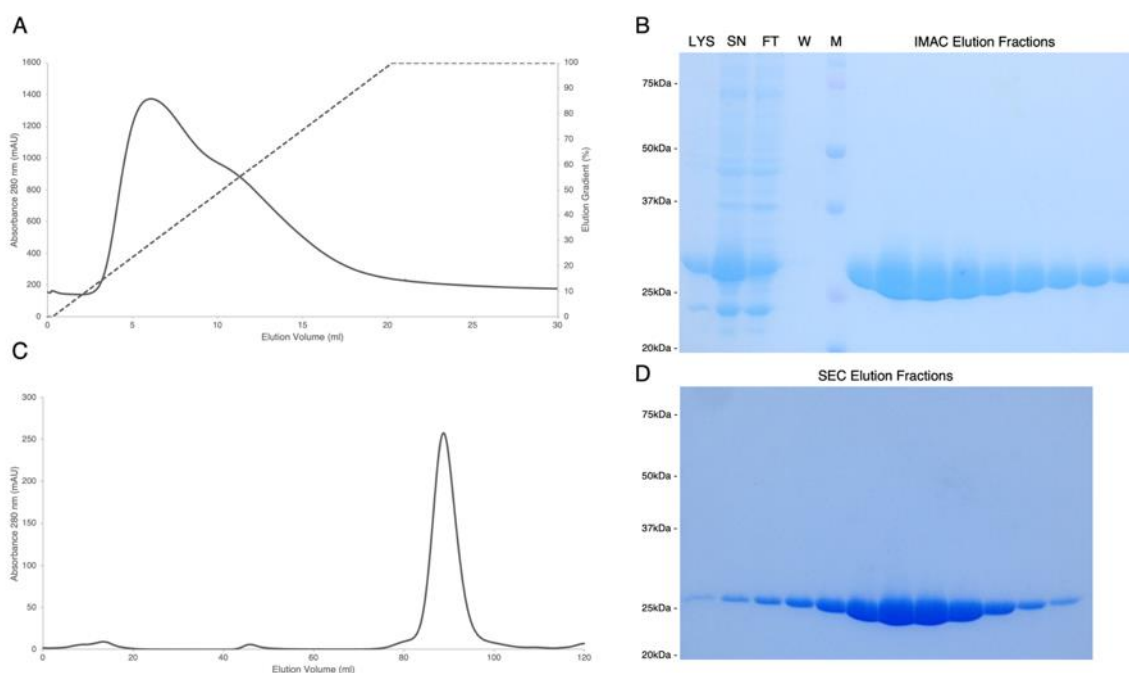 A
1600
1400
1200
1000
800
600
400
200
0
Absorbance 280 nm (mAU)
100
90
80
70
60
50
40
30
20
10
0
Elution Gradient (%)
0 5 10 15 20 25 30
Elution Volume (ml)
B
LYS SN FT W M IMAC Elution Fractions
75kDa -
50kDa -
37kDa -
25kDa -
20kDa -
C
300
250
200
150
100
50
0
Absorbance 280 nm (mAU)
0 20 40 60 80 100 120
Elution Volume (ml)
D
SEC Elution Fractions
75kDa -
50kDa -
37kDa -
25kDa -
20kDa -